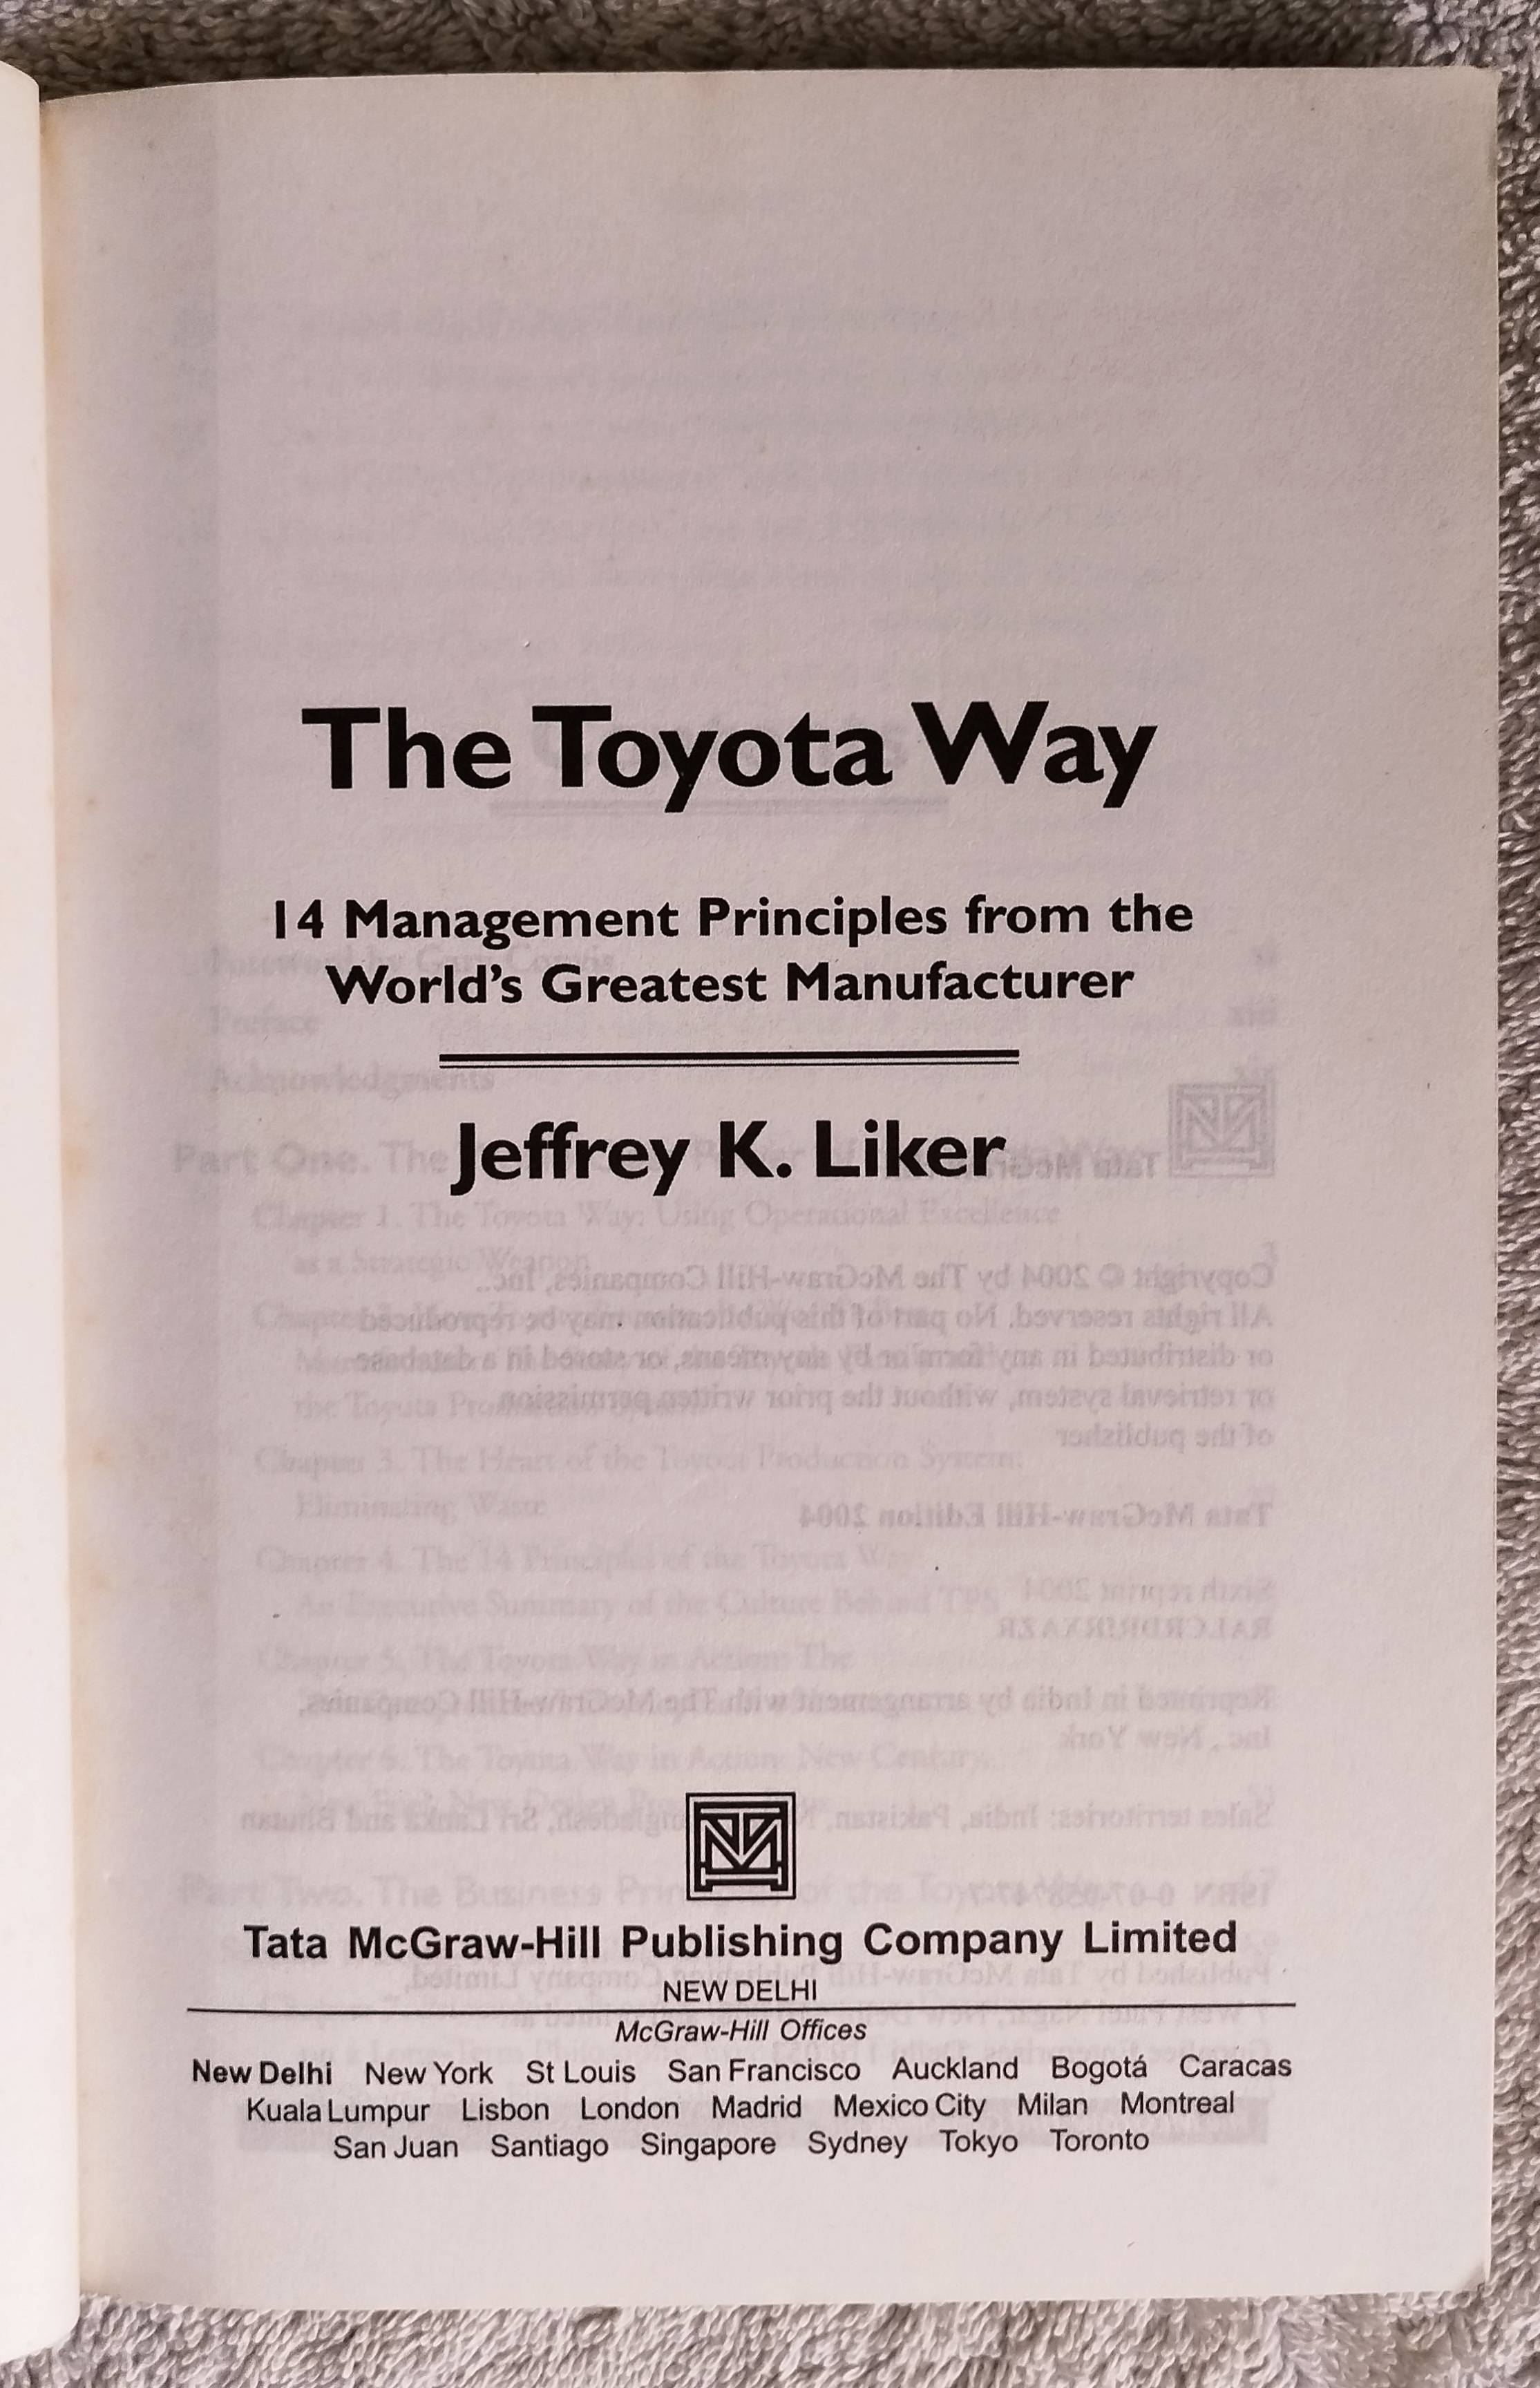 The Toyota Way
14 Management Principles from the
World's Greatest Manufacturer
Jeffrey K. Liker
Tata McGraw-Hill Publishing Company Limited
NEW DELHI
McGraw-Hill Offices
New Delhi New York St Louis San Francisco Auckland Bogotá Caracas
Kuala Lumpur Lisbon London Madrid Mexico City Milan Montreal
San Juan Santiago Singapore Sydney Tokyo Toronto